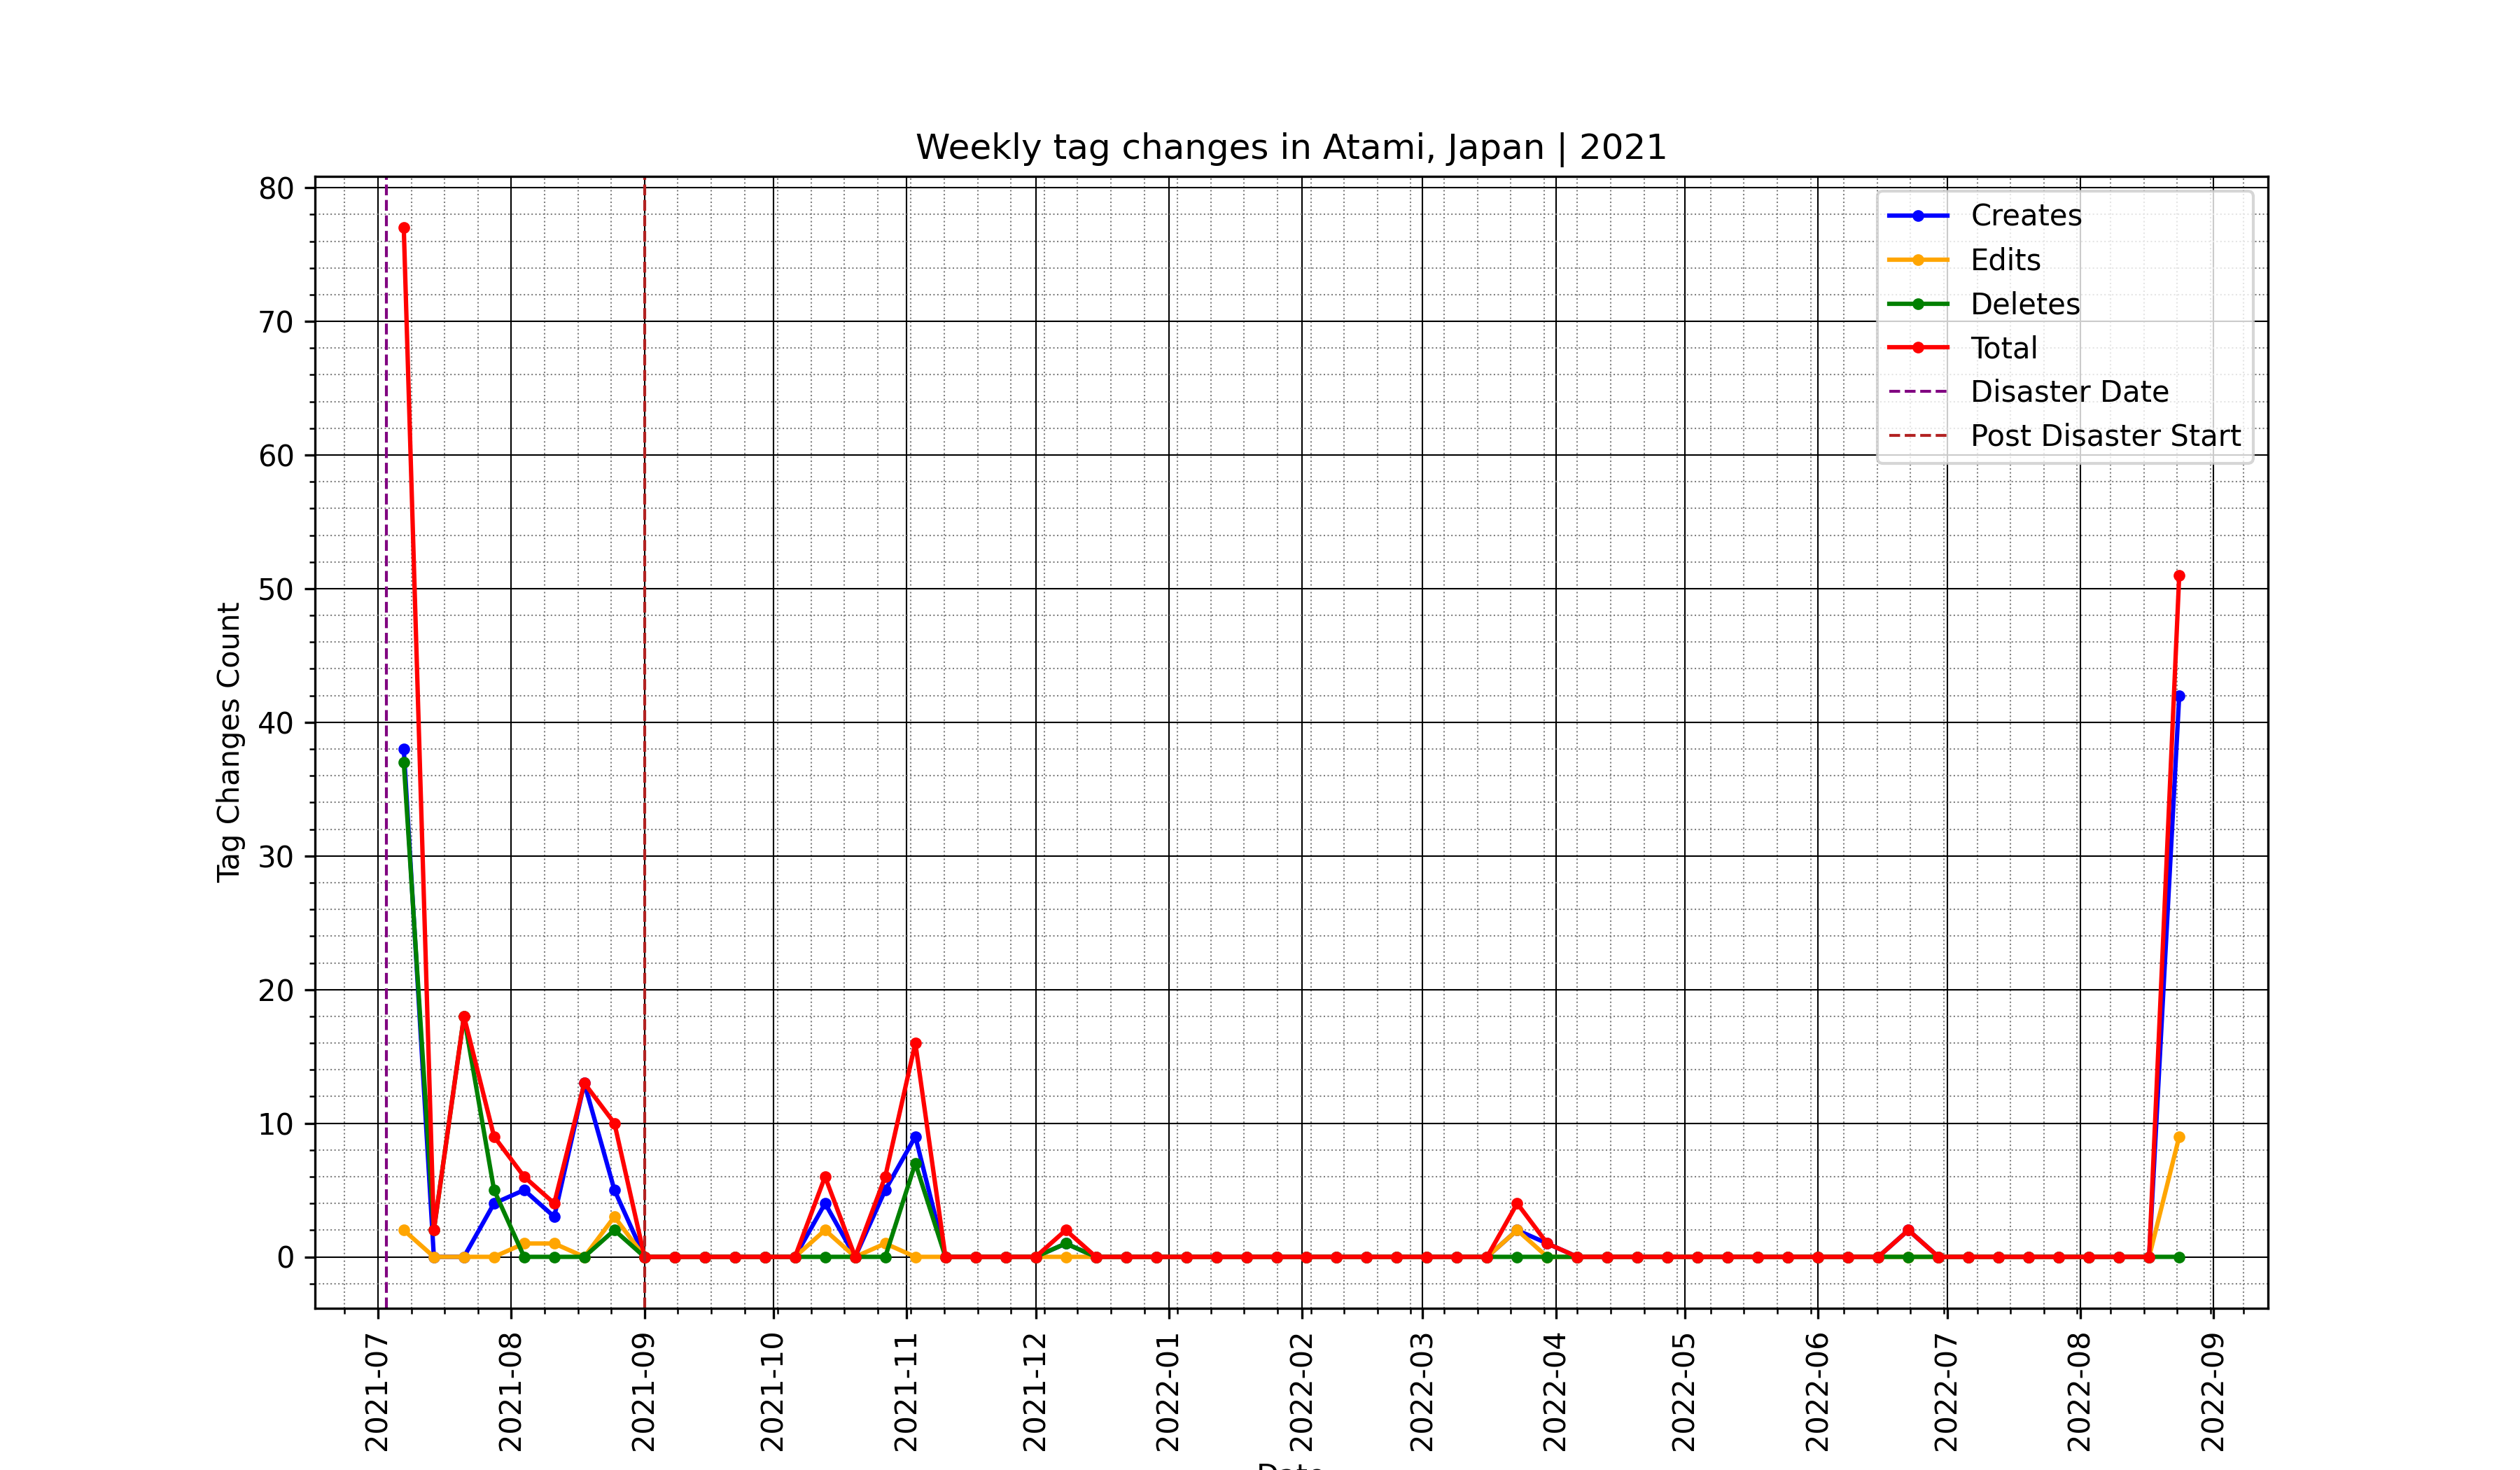 Weekly tag changes in Atami, Japan | 2021
Tag Changes Count
80
70
60
50
40
30
20
10
0
Creates
Edits
Deletes
Total
Disaster Date
Post Disaster Start
2021-07
2021-08
2021-09
2021-10
2021-11
2021-12
2022-01
2022-02
2022-03
2022-04
2022-05
2022-06
2022-07
2022-08
2022-09
Date